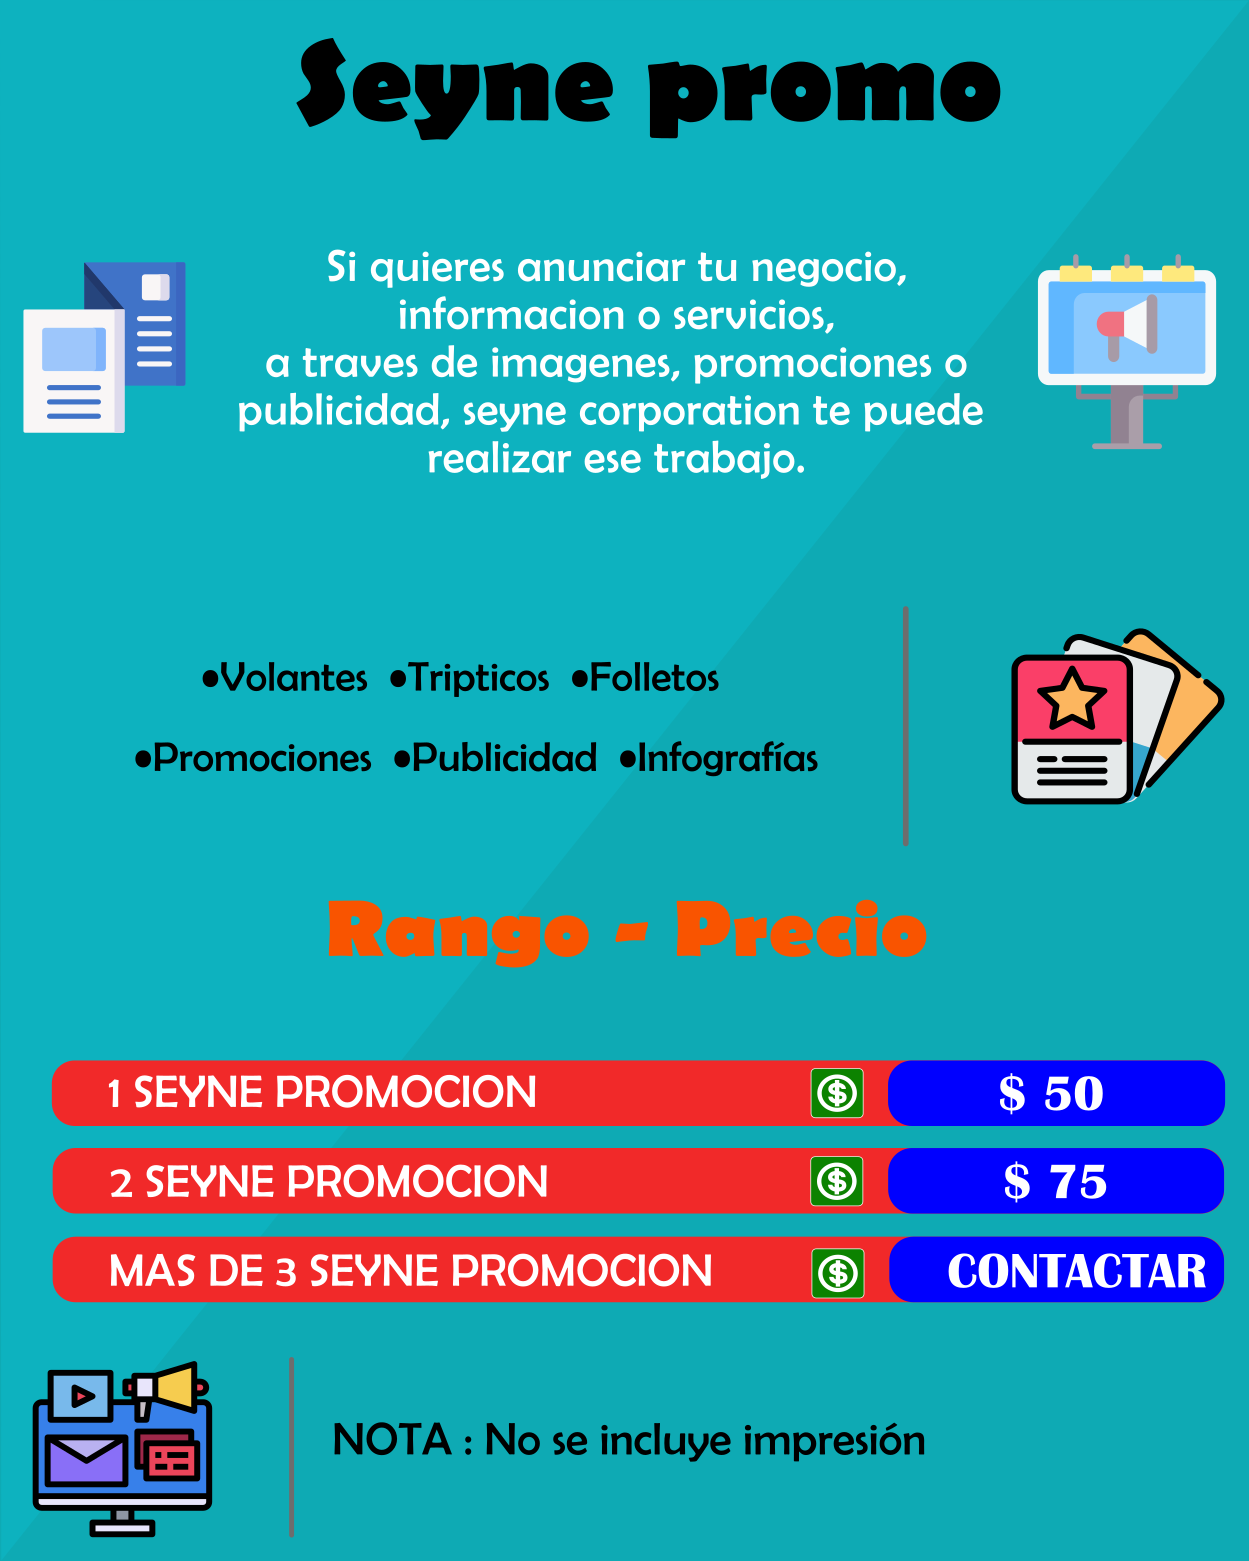 Seyne promo
Si quieres anunciar tu negocio,
informacion o servicios,
a traves de imagenes, promociones o
publicidad, seyne corporation te puede
realizar ese trabajo.
•Volantes •Tripticos •Folletos
•Promociones •Publicidad •Infografías
Rango - Precio
1 SEYNE PROMOCION $ $ 50
2 SEYNE PROMOCION $ $ 75
MAS DE 3 SEYNE PROMOCION $ CONTACTAR
NOTA : No se incluye impresión